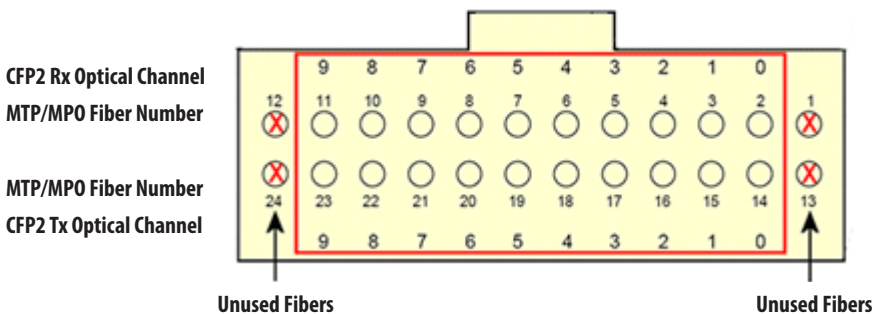 CFP2 Rx Optical Channel
9 8 7 6 5 4 3 2 1 0
MTP/MPO Fiber Number
12 11 10 9 8 7 6 5 4 3 2 1
X X
X X
MTP/MPO Fiber Number
24 23 22 21 20 19 18 17 16 15 14 13
CFP2 Tx Optical Channel
9 8 7 6 5 4 3 2 1 0
Unused Fibers Unused Fibers